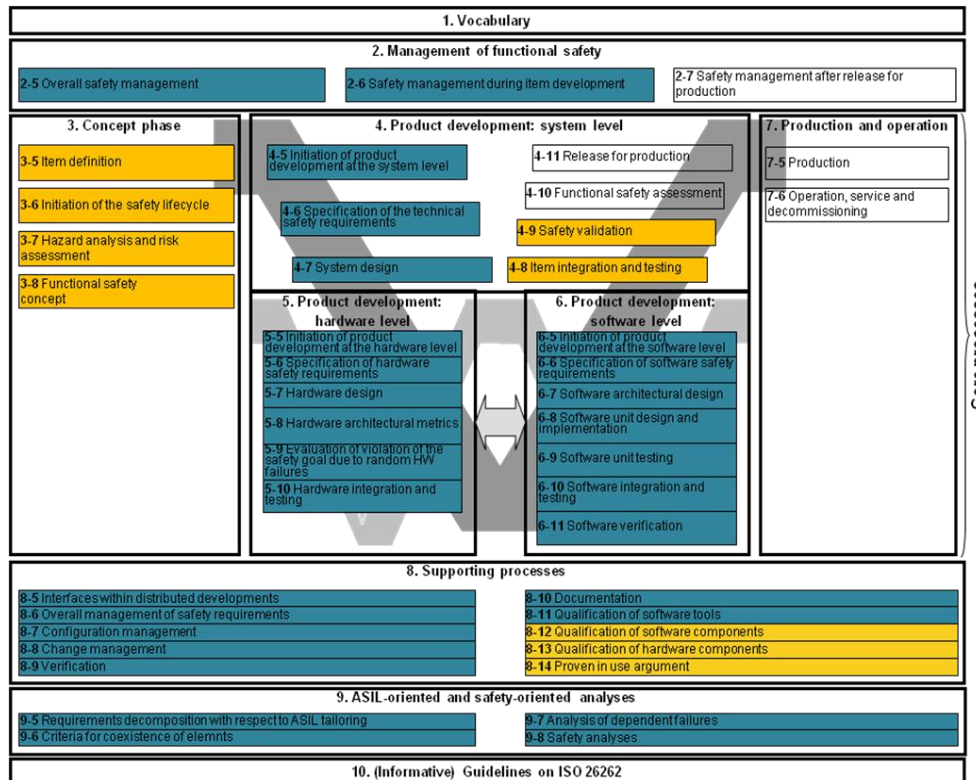 1. Vocabulary
2. Management of functional safety
2-5 Overall safety management
2-6 Safety management during item development
2-7 Safety management after release for
production
3. Concept phase
3-5 Item definition
3-6 Initiation of the safety lifecycle
3-7 Hazard analysis and risk
assessment
3-8 Functional safety
concept
4. Product development: system level
4-5 Initiation of product
development at the system level
4-6 Specification of the technical
safety requirements
4-7 System design
4-11 Release for production
4-10 Functional safety assessment
4-9 Safety validation
4-8 Item integration and testing
7. Production and operation
7-5 Production
7-6 Operation, service and
decommissioning
5. Product development:
hardware level
5-5 Initiation of product
development at the hardware level
5-6 Specification of hardware
safety requirements
5-7 Hardware design
5-8 Hardware architectural metrics
5-9 Evaluation of violation of the
safety goal due to random HW
failures
5-10 Hardware integration and
testing
6. Product development:
software level
6-5 Initiation of product
development at the software level
6-6 Specification of software safety
requirements
6-7 Software architectural design
6-8 Software unit design and
implementation
6-9 Software unit testing
6-10 Software integration and
testing
6-11 Software verification
8. Supporting processes
8-5 Interfaces within distributed developments
8-6 Overall management of safety requirements
8-7 Configuration management
8-8 Change management
8-9 Verification
8-10 Documentation
8-11 Qualification of software tools
8-12 Qualification of software components
8-13 Qualification of hardware components
8-14 Proven in use argument
9. ASIL-oriented and safety-oriented analyses
9-5 Requirements decomposition with respect to ASIL tailoring
9-6 Criteria for coexistence of elemnts
9-7 Analysis of dependent failures
9-8 Safety analyses
10. (Informative) Guidelines on ISO 26262